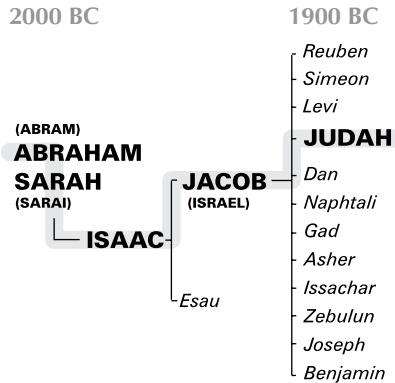 2000 BC
1900 BC
(ABRAM)
ABRAHAM
SARAH
(SARAI)
ISAAC
JACOB
(ISRAEL)
Esau
Reuben
Simeon
Levi
JUDAH
Dan
Naphtali
Gad
Asher
Issachar
Zebulun
Joseph
Benjamin